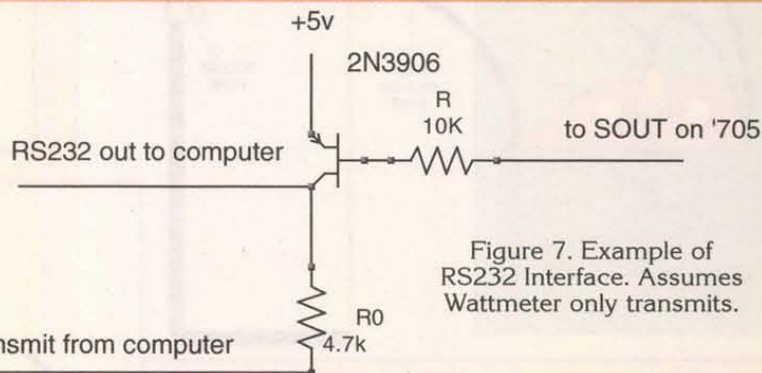 +5v
2N3906
R
10K
to SOUT on '705
RS232 out to computer
Figure 7. Example of
RS232 Interface. Assumes
Wattmeter only transmits.
R0
4.7k
from computer